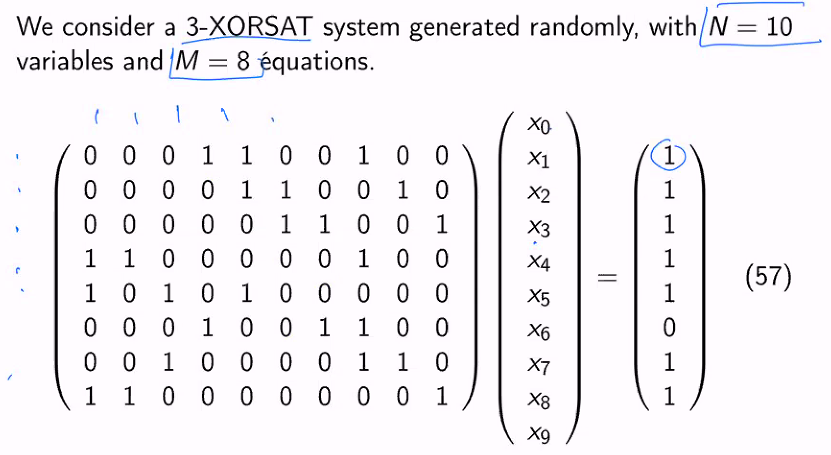 We consider a 3-XORSAT system generated randomly, with N = 10
variables and M = 8 équations.
0 0 0 1 1 0 0 1 0 0
0 0 0 0 1 1 0 0 1 0
0 0 0 0 0 1 1 0 0 1
1 1 0 0 0 0 0 1 0 0
1 0 1 0 1 0 0 0 0 0
0 0 0 1 0 0 1 1 0 0
0 0 1 0 0 0 0 1 1 0
1 1 0 0 0 0 0 0 0 1
x0
x1
x2
x3
x4
x5
x6
x7
x8
x9
=
1
1
1
1
1
0
1
1
(57)